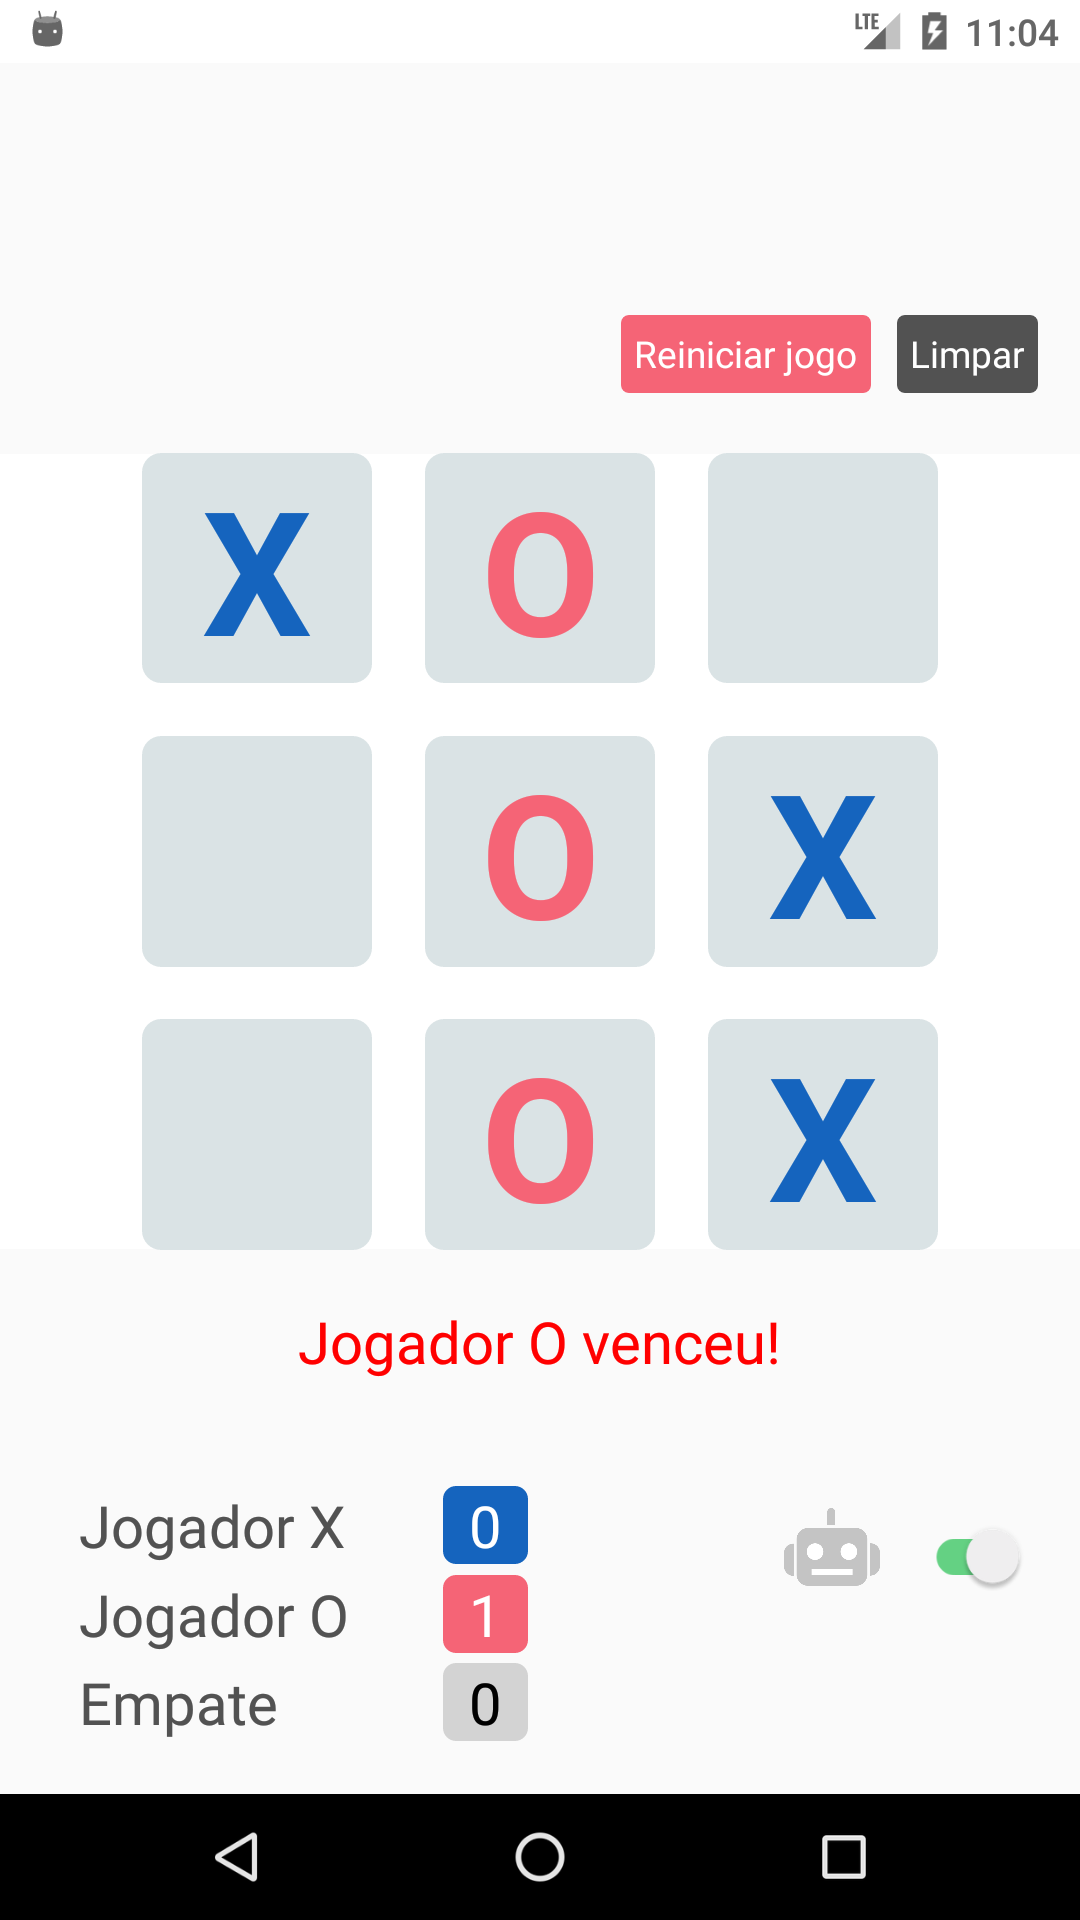 LTE 11:04
Reiniciar jogo Limpar
X O
O X
O X
Jogador O venceu!
Jogador X 0
Jogador O 1
Empate 0